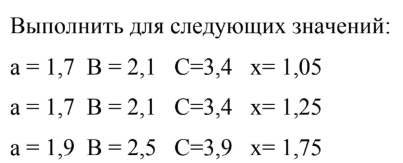 Выполнить для следующих значений:
a = 1,7 B = 2,1 C=3,4 x= 1,05
a = 1,7 B = 2,1 C=3,4 x= 1,25
a = 1,9 B = 2,5 C=3,9 x= 1,75